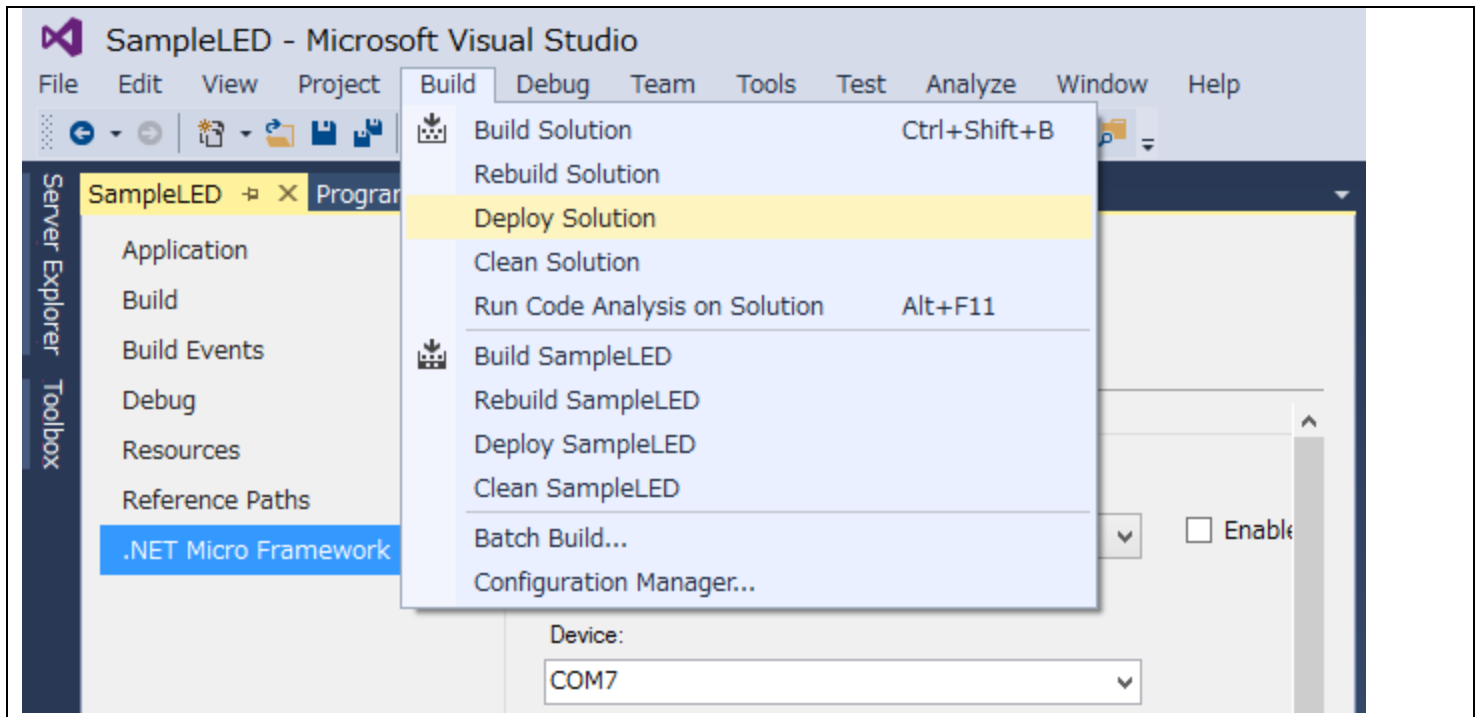 SampleLED - Microsoft Visual Studio
File Edit View Project Build Debug Team Tools Test Analyze Window Help
Build Solution Ctrl+Shift+B
Rebuild Solution
Deploy Solution
Clean Solution
Run Code Analysis on Solution Alt+F11
Build SampleLED
Rebuild SampleLED
Deploy SampleLED
Clean SampleLED
Batch Build...
Configuration Manager...
Server Explorer
Toolbox
SampleLED
Application
Build
Build Events
Debug
Resources
Reference Paths
.NET Micro Framework
Device:
COM7